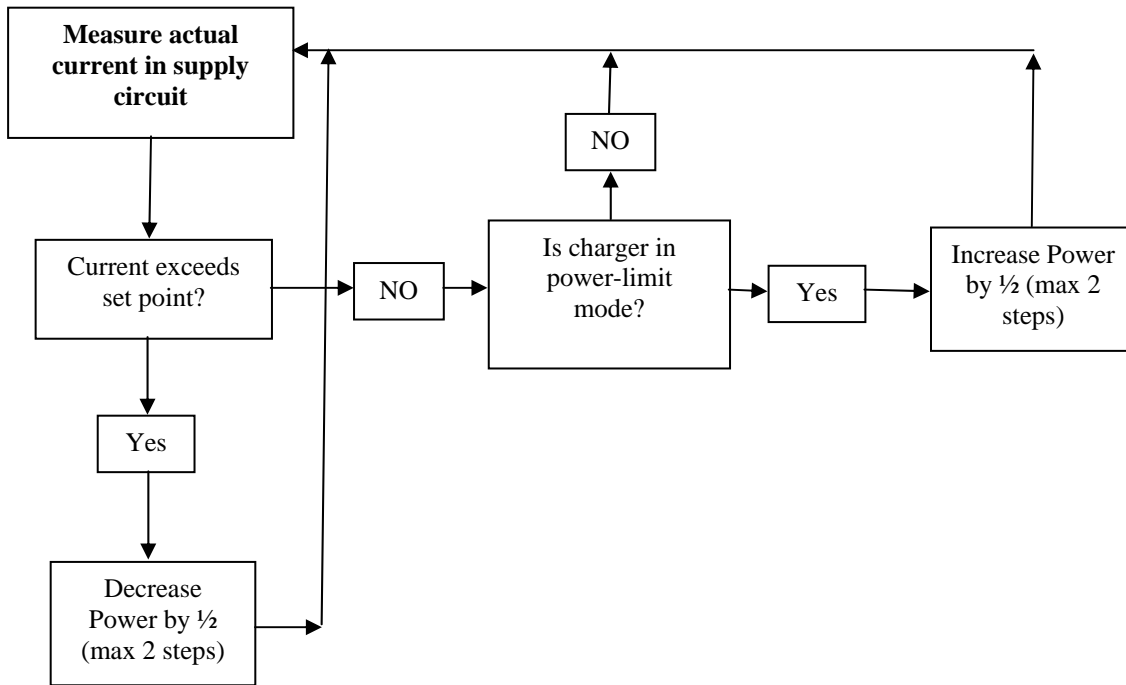 Measure actual
current in supply
circuit
NO
Current exceeds
set point?
NO
Is charger in
power-limit
mode?
Yes
Increase Power
by ½ (max 2
steps)
Yes
Decrease
Power by ½
(max 2 steps)